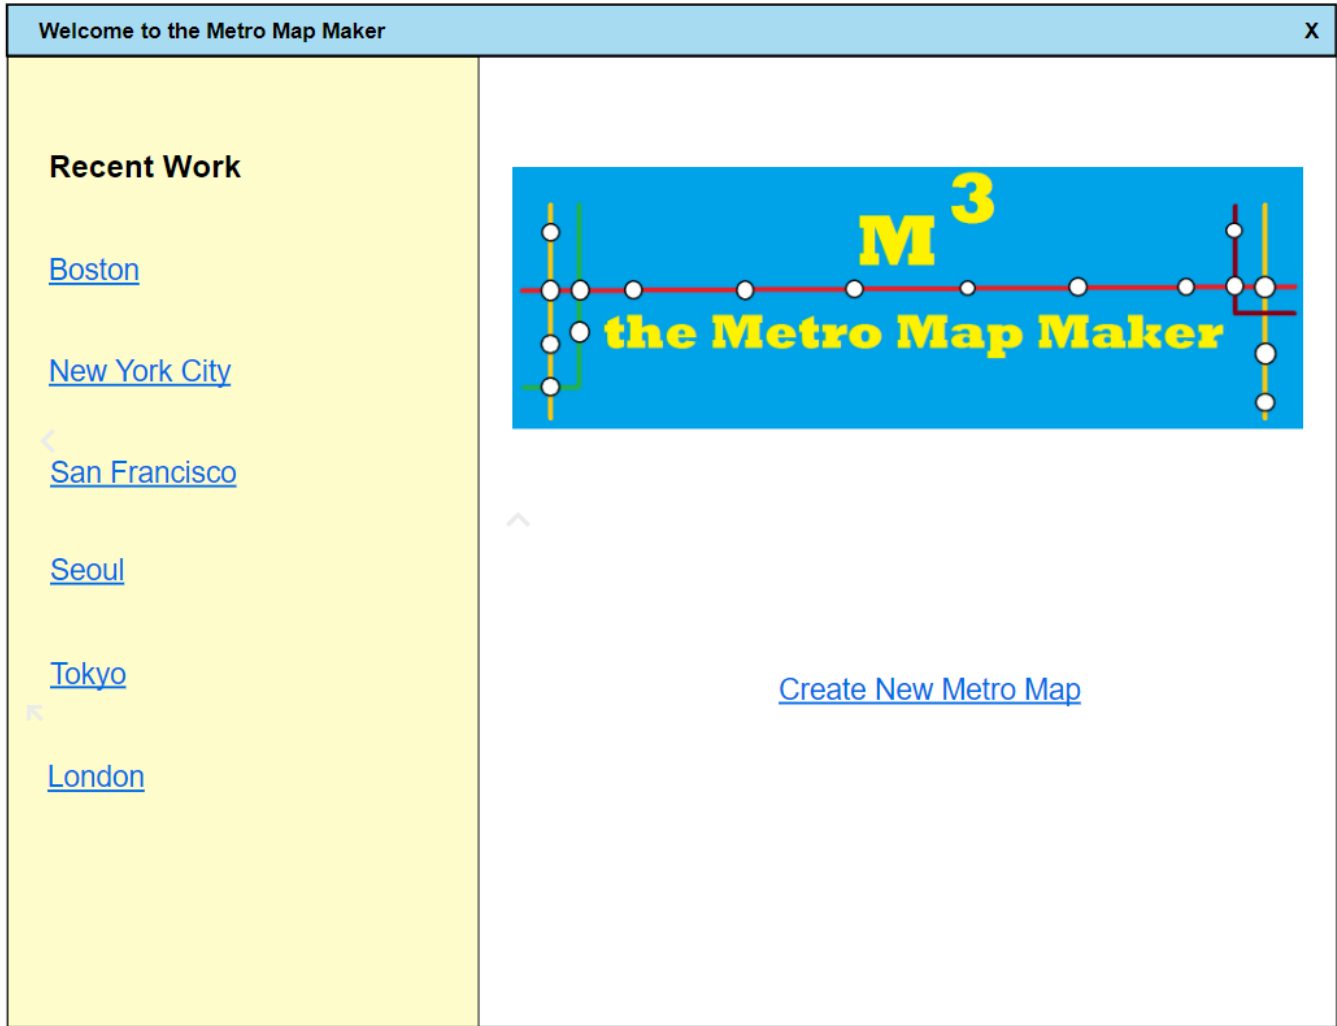 Welcome to the Metro Map Maker X
Recent Work
Boston
New York City
San Francisco
Seoul
Tokyo
London
M 3
the Metro Map Maker
Create New Metro Map